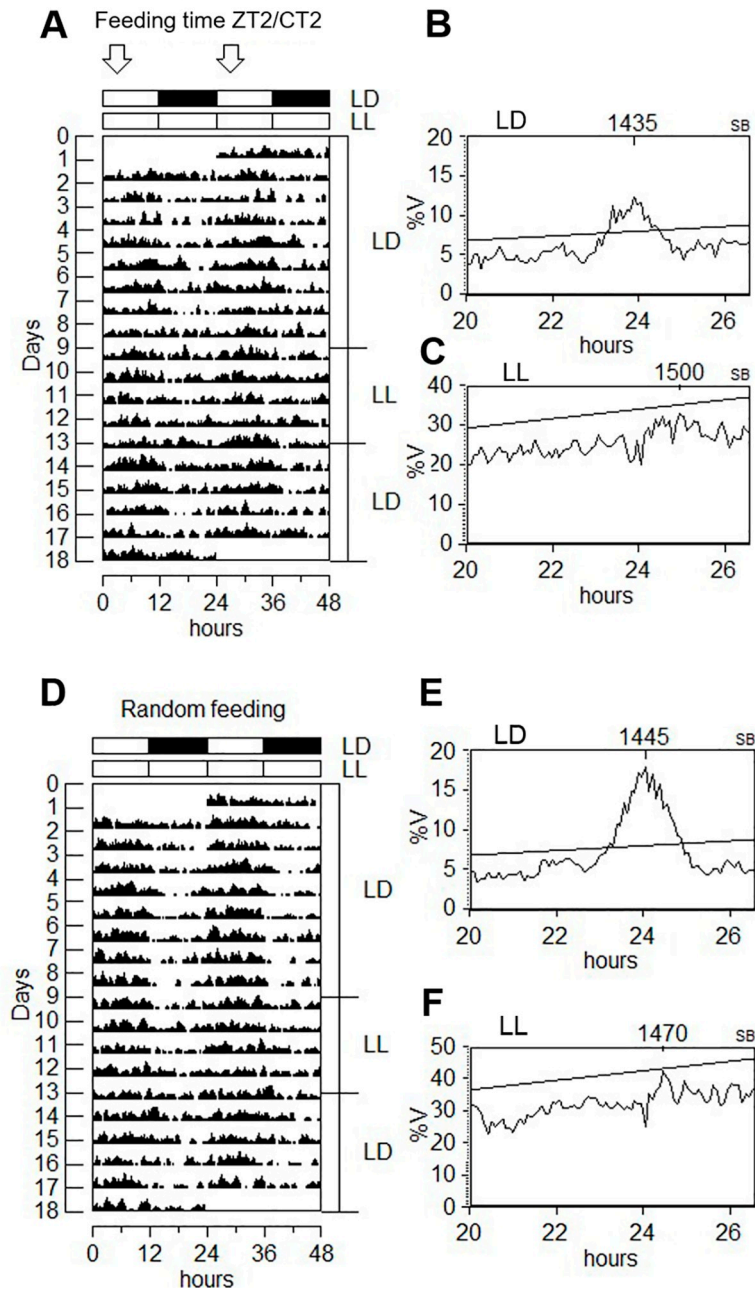 A
Feeding time ZT2/CT2
LD
LL
0
1
2
3
4
5
6
7
8
9
10
11
12
13
14
15
16
17
18
Days
LD
LL
LD
0 12 24 36 48
hours
B
LD 1435 SB
20
15
10
5
0
%V
20 22 24 26
hours
C
LL 1500 SB
40
30
20
10
0
%V
20 22 24 26
hours
D
Random feeding
LD
LL
0
1
2
3
4
5
6
7
8
9
10
11
12
13
14
15
16
17
18
Days
LD
LL
LD
0 12 24 36 48
hours
E
LD 1445 SB
20
15
10
5
0
%V
20 22 24 26
hours
F
LL 1470 SB
50
40
30
20
10
0
%V
20 22 24 26
hours